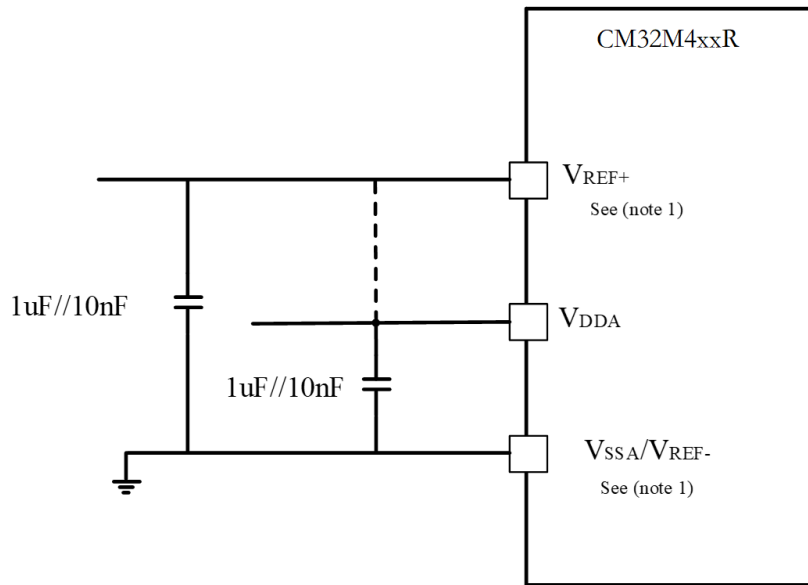 CM32M4xxR
VREF+
See (note 1)
1uF//10nF
VDDA
1uF//10nF
VSSA/VREF-
See (note 1)